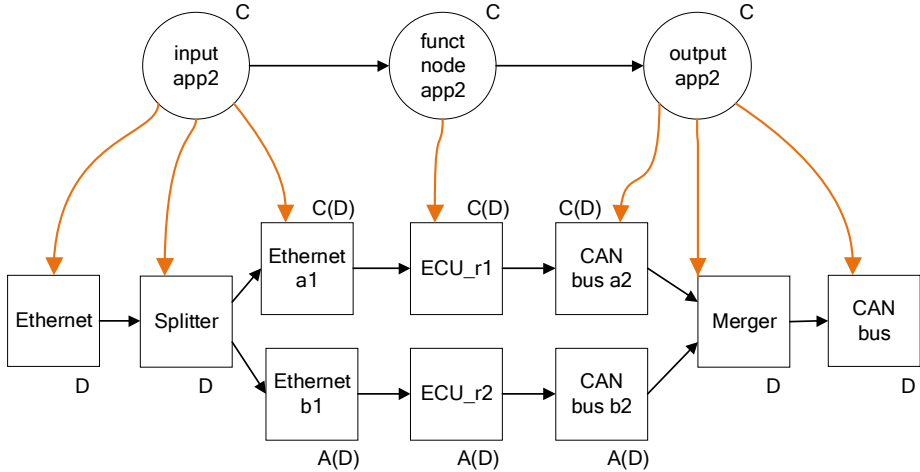 C
C
C
input
app2
funct
node
app2
output
app2
C(D)
C(D)
C(D)
Ethernet
a1
ECU_r1
CAN
bus a2
Ethernet
Splitter
Merger
CAN
bus
D
D
D
D
Ethernet
b1
ECU_r2
CAN
bus b2
A(D)
A(D)
A(D)